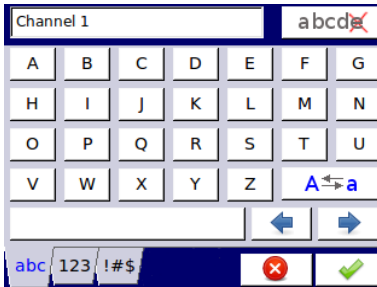 Channel 1 abcde
A B C D E F G
H I J K L M N
O P Q R S T U
V W X Y Z A a
abc 123 !#$